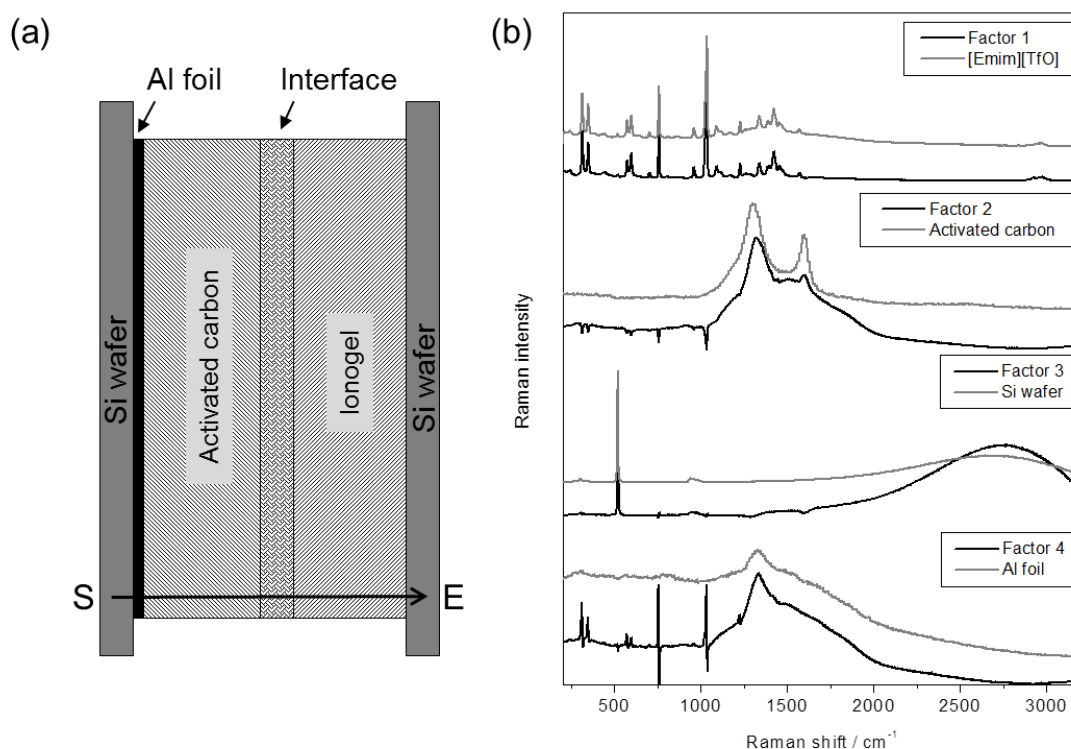 (a)
Al foil
Interface
Si wafer
Activated carbon
Ionogel
Si wafer
S
E
(b)
Factor 1
[Emim][TfO]
Factor 2
Activated carbon
Factor 3
Si wafer
Factor 4
Al foil
Raman intensity
500 1000 1500 2000 2500 3000
Raman shift / cm⁻¹